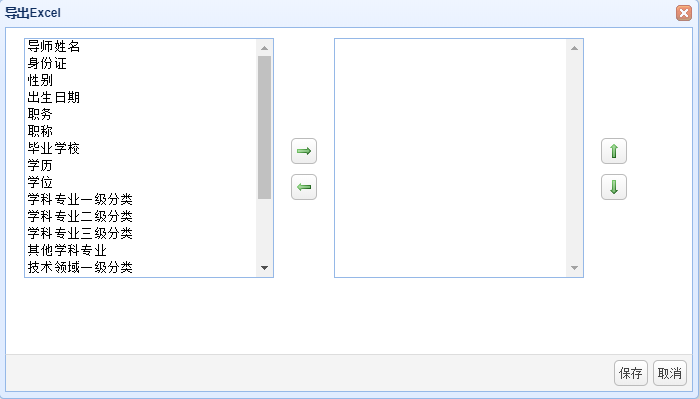 导出Excel
导师姓名
身份证
性别
出生日期
职务
职称
毕业学校
学历
学位
学科专业一级分类
学科专业二级分类
学科专业三级分类
其他学科专业
技术领域一级分类
保存 取消